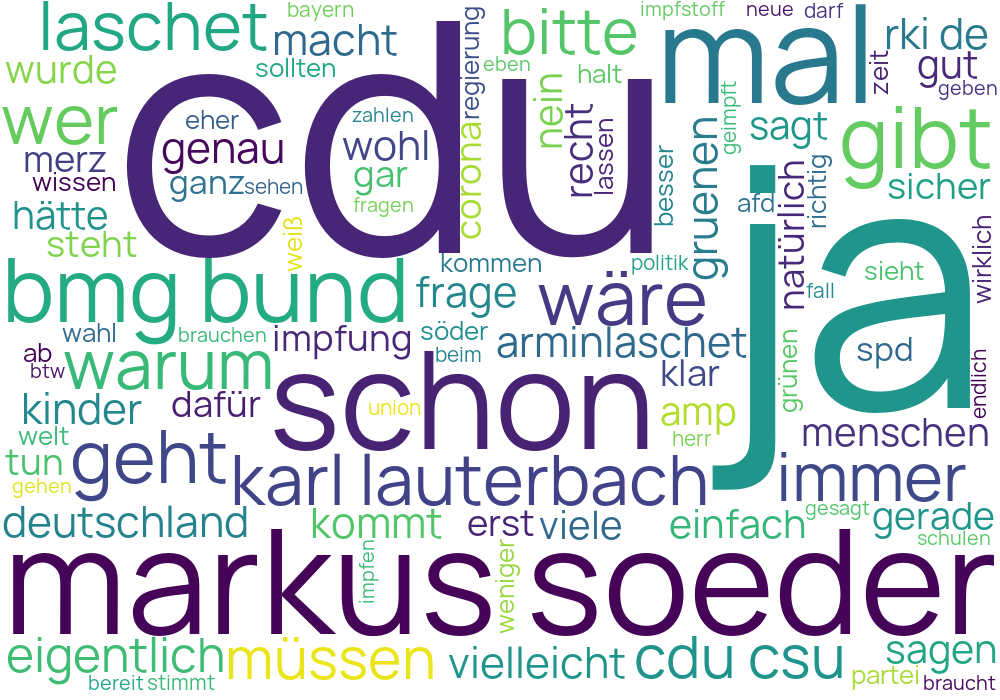 laschet
bayern
macht
sollten
regierung
bitte
eben
halt
impfstoff
neue
darf
mal
zeit
rki de
gut
geben
wurde
wer
cdu
eher
zahlen
genau
wohl
corona
nein
recht
lassen
geimpft
sagt
gibt
merz
wissen
ganz
sehen
gar
fragen
besser
gruenen
afd
natürlich
richtig
sicher
hätte
steht
weiß
ja
sieht
wirklich
bmg bund
kommen
frage
wäre
politik
fall
wahl
brauchen
impfung
söder
beim
arminlaschet
spd
ab
btw
warum
schon
klar
grünen
endlich
kinder
dafür
union
amp
herr
menschen
welt
tun
gehen
geht
karl lauterbach
immer
deutschland
kommt
erst
viele
einfach
gesagt
gerade
schulen
markus soeder
impfen
weniger
eigentlich
müssen
vielleicht
cdu csu
sagen
bereit
stimmt
partei
braucht